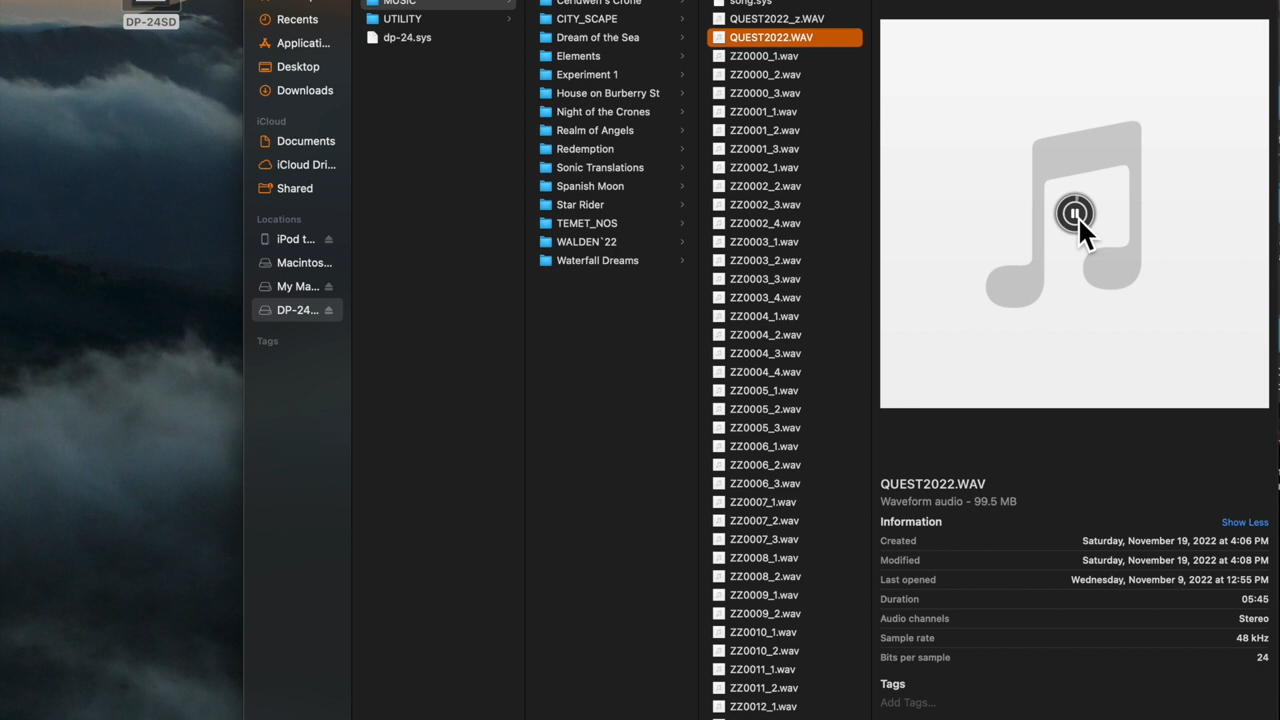 DP-24SD
Recents
Applicati...
Desktop
Downloads
iCloud
Documents
iCloud Dri...
Shared
Locations
iPod t...
Macintos...
My Ma...
DP-24...
Tags
MUSIC
UTILITY
dp-24.sys
Ceridwen's Crone
CITY_SCAPE
Dream of the Sea
Elements
Experiment 1
House on Burberry St
Night of the Crones
Realm of Angels
Redemption
Sonic Translations
Spanish Moon
Star Rider
TEMET_NOS
WALDEN`22
Waterfall Dreams
song.sys
QUEST2022_z.WAV
QUEST2022.WAV
ZZ0000_1.wav
ZZ0000_2.wav
ZZ0000_3.wav
ZZ0001_1.wav
ZZ0001_2.wav
ZZ0001_3.wav
ZZ0002_1.wav
ZZ0002_2.wav
ZZ0002_3.wav
ZZ0002_4.wav
ZZ0003_1.wav
ZZ0003_2.wav
ZZ0003_3.wav
ZZ0003_4.wav
ZZ0004_1.wav
ZZ0004_2.wav
ZZ0004_3.wav
ZZ0004_4.wav
ZZ0005_1.wav
ZZ0005_2.wav
ZZ0005_3.wav
ZZ0006_1.wav
ZZ0006_2.wav
ZZ0006_3.wav
ZZ0007_1.wav
ZZ0007_2.wav
ZZ0007_3.wav
ZZ0008_1.wav
ZZ0008_2.wav
ZZ0009_1.wav
ZZ0009_2.wav
ZZ0010_1.wav
ZZ0010_2.wav
ZZ0011_1.wav
ZZ0011_2.wav
ZZ0012_1.wav
QUEST2022.WAV
Waveform audio - 99.5 MB
Information Show Less
Created Saturday, November 19, 2022 at 4:06 PM
Modified Saturday, November 19, 2022 at 4:08 PM
Last opened Wednesday, November 9, 2022 at 12:55 PM
Duration 05:45
Audio channels Stereo
Sample rate 48 kHz
Bits per sample 24
Tags
Add Tags...